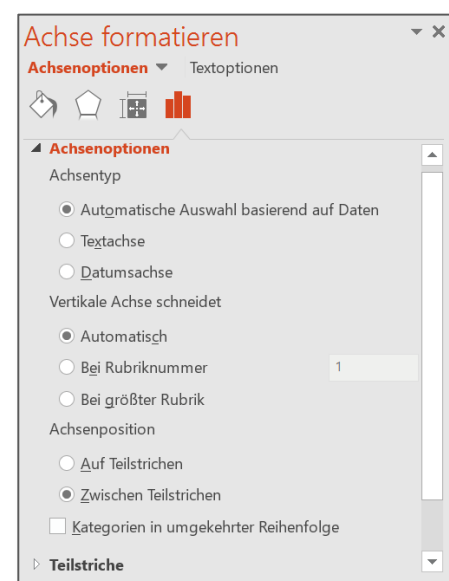 Achse formatieren
Achsenoptionen Textoptionen
Achsenoptionen
Achsentyp
Automatische Auswahl basierend auf Daten
Textachse
Datumsachse
Vertikale Achse schneidet
Automatisch
Bei Rubriknummer 1
Bei größter Rubrik
Achsenposition
Auf Teilstrichen
Zwischen Teilstrichen
Kategorien in umgekehrter Reihenfolge
Teilstriche